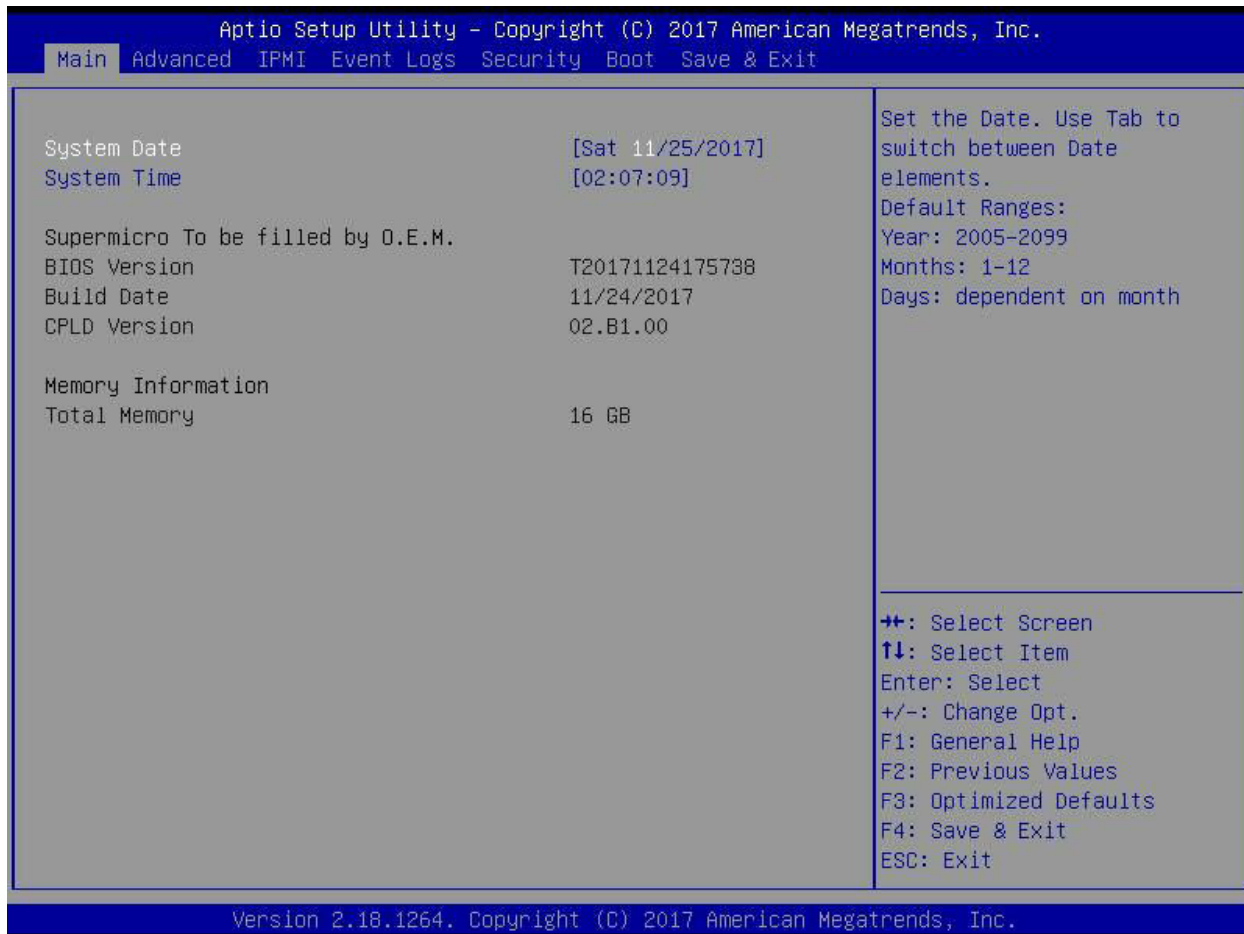 Aptio Setup Utility – Copyright (C) 2017 American Megatrends, Inc.
Main Advanced IPMI Event Logs Security Boot Save & Exit
System Date [Sat 11/25/2017]
System Time [02:07:09]
Supermicro To be filled by O.E.M.
BIOS Version T20171124175738
Build Date 11/24/2017
CPLD Version 02.B1.00
Memory Information
Total Memory 16 GB
Set the Date. Use Tab to
switch between Date
elements.
Default Ranges:
Year: 2005-2099
Months: 1-12
Days: dependent on month
→←: Select Screen
↑↓: Select Item
Enter: Select
+/-: Change Opt.
F1: General Help
F2: Previous Values
F3: Optimized Defaults
F4: Save & Exit
ESC: Exit
Version 2.18.1264. Copyright (C) 2017 American Megatrends, Inc.